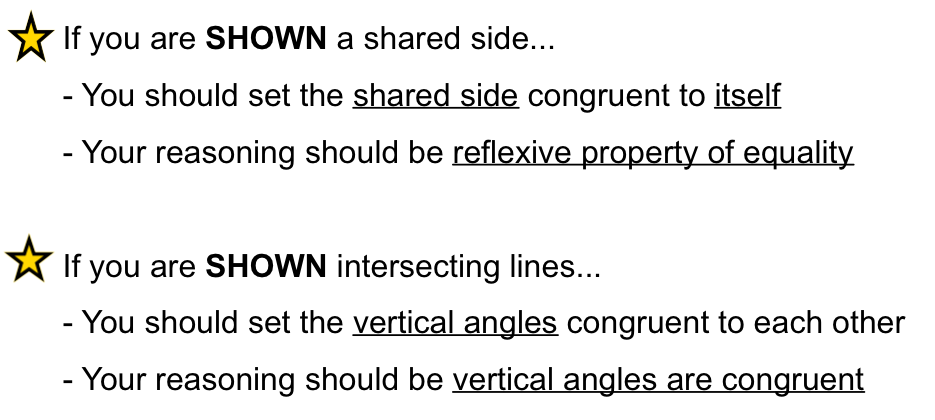 If you are SHOWN a shared side...
- You should set the shared side congruent to itself
- Your reasoning should be reflexive property of equality
If you are SHOWN intersecting lines...
- You should set the vertical angles congruent to each other
- Your reasoning should be vertical angles are congruent